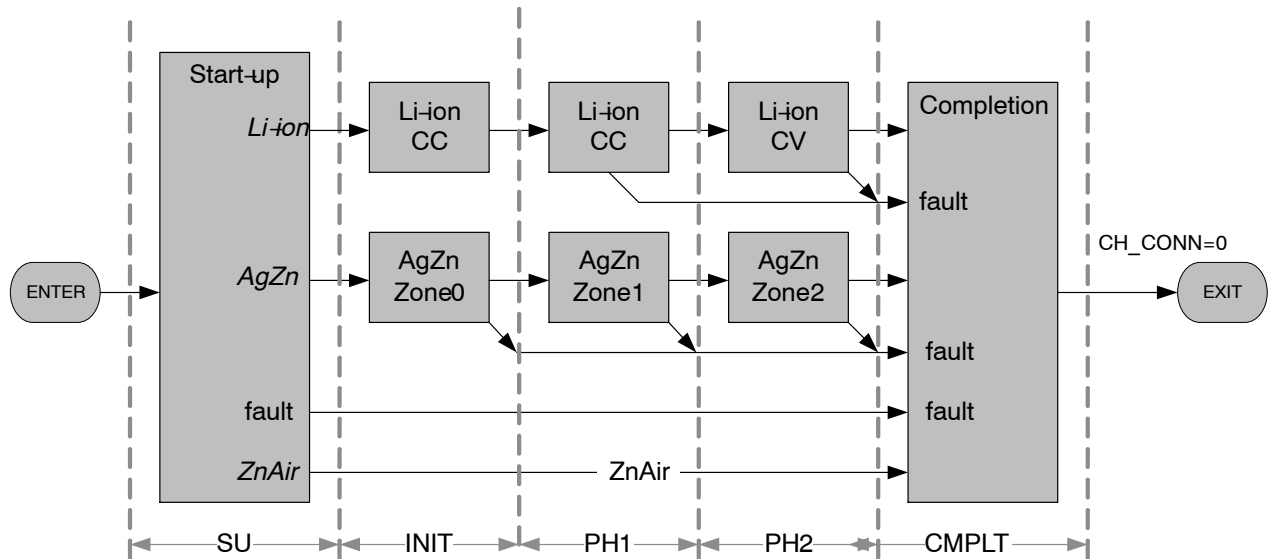 Start-up
Li-ion
Li-ion
CC
Li-ion
CC
Li-ion
CV
Completion
fault
CH_CONN=0
ENTER
AgZn
AgZn
Zone0
AgZn
Zone1
AgZn
Zone2
EXIT
fault
fault
fault
ZnAir
ZnAir
SU
INIT
PH1
PH2
CMPLT